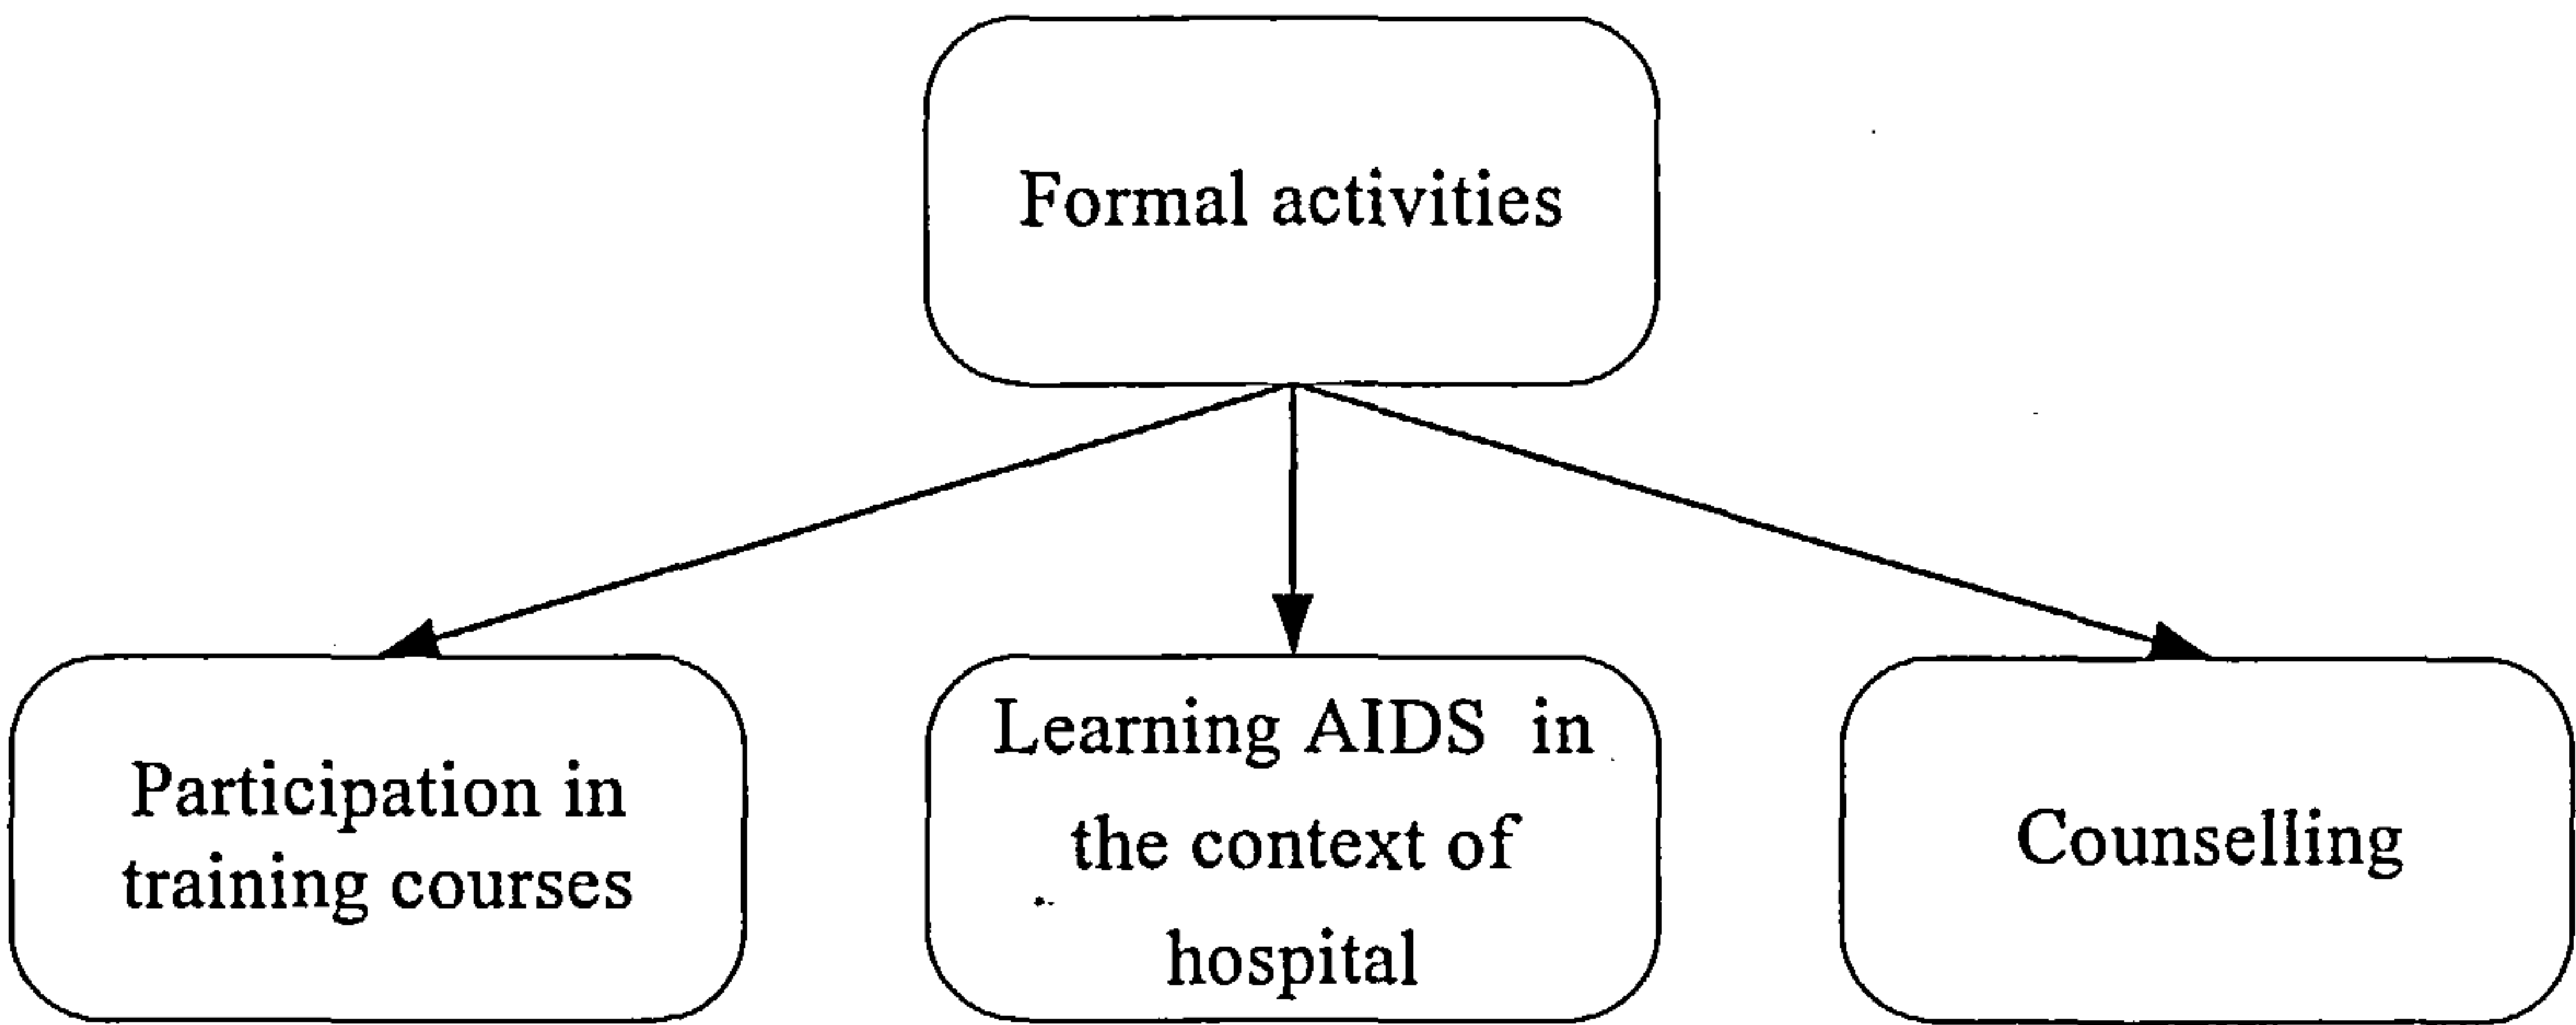 Formal activities
Participation in
training courses
Learning AIDS in
the context of
hospital
Counselling